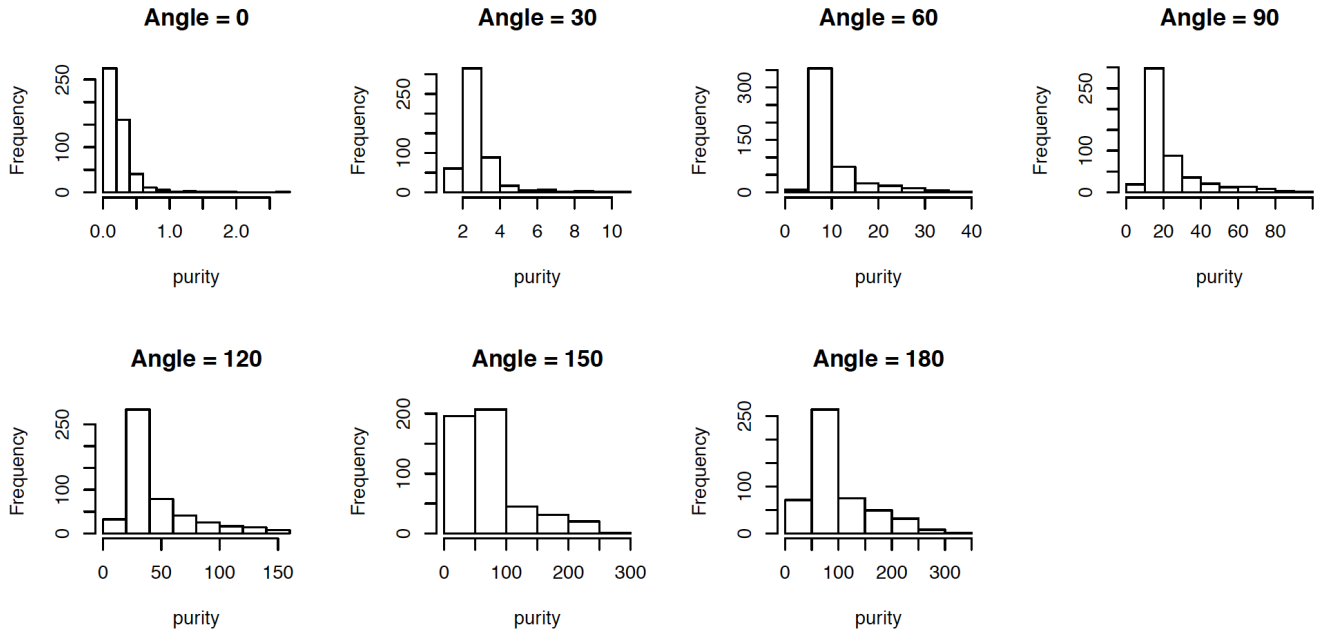 Angle = 0
Frequency
0 100 250
0.0 1.0 2.0
purity
Angle = 30
Frequency
0 100 250
2 4 6 8 10
purity
Angle = 60
Frequency
0 150 300
0 10 20 30 40
purity
Angle = 90
Frequency
0 100 250
0 20 40 60 80
purity
Angle = 120
Frequency
0 100 250
0 50 100 150
purity
Angle = 150
Frequency
0 100 200
0 100 200 300
purity
Angle = 180
Frequency
0 100 250
0 100 200 300
purity